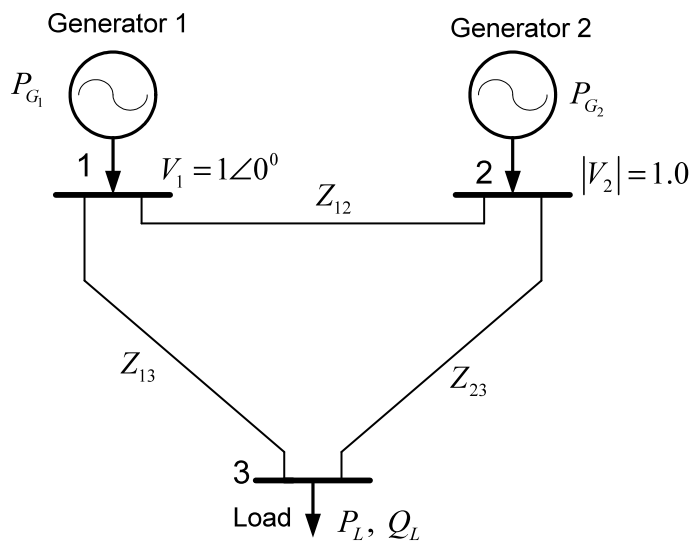 Generator 1
Generator 2
P_{G_1}
P_{G_2}
1
V_1 = 1∠0^0
2
|V_2| = 1.0
Z_{12}
Z_{13}
Z_{23}
3
Load
P_L, Q_L